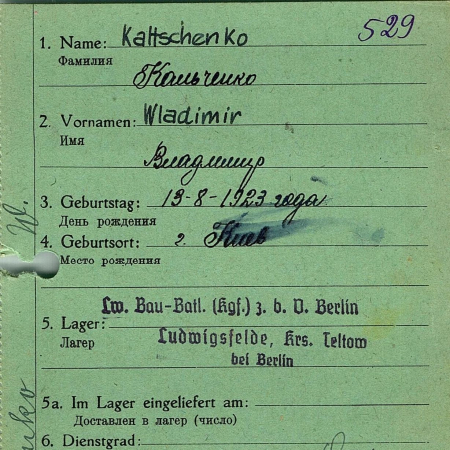 529
1. Name: Kaltschenko
Фамилия
Кальченко
2. Vornamen: Wladimir
Имя
Владимир
3. Geburtstag: 13-8-1923 года
День рождения
4. Geburtsort: г. Киев
Место рождения
Lw. Bau-Batl. (Kgf.) z. b. V. Berlin
5. Lager: Ludwigsfelde, Krs. Teltow
Лагер
bei Berlin
5a. Im Lager eingeliefert am:
Доставлен в лагер (число)
6. Dienstgrad: